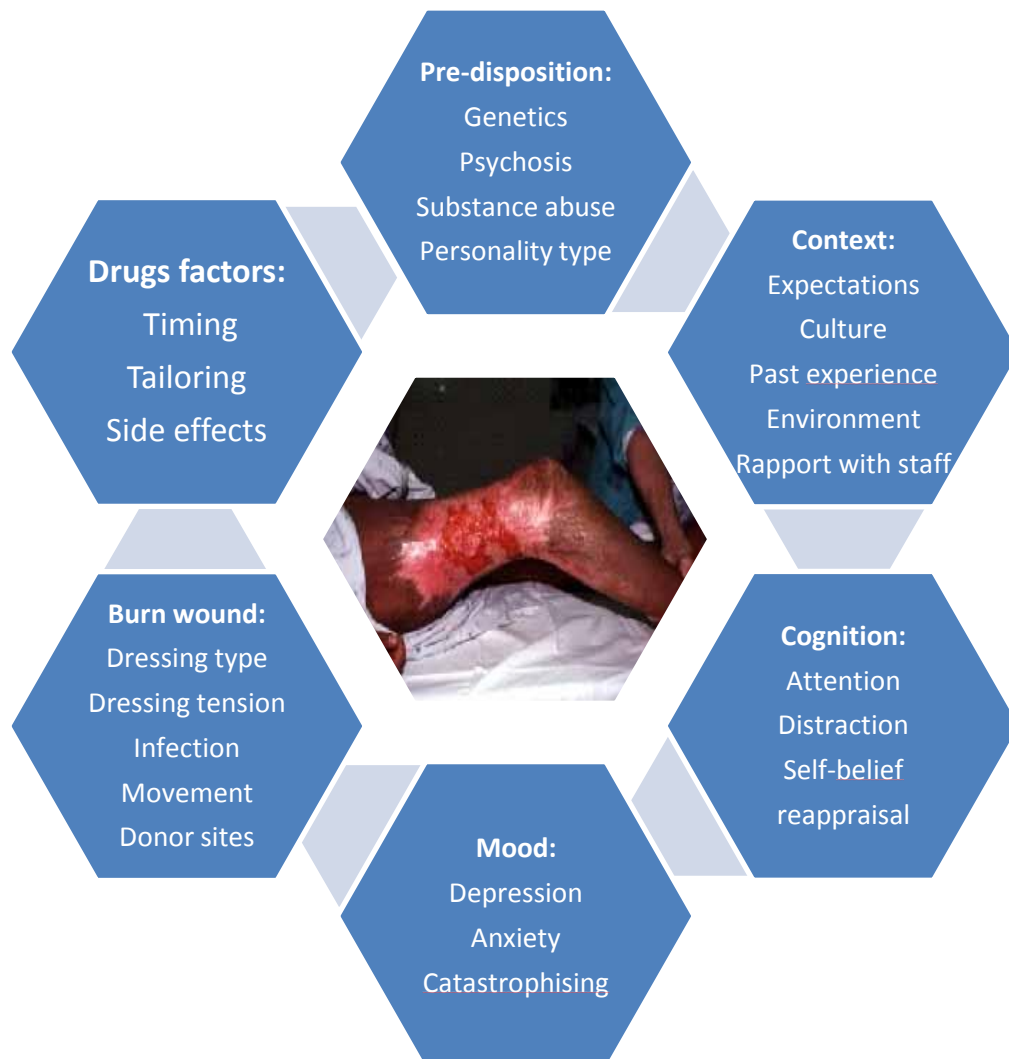 Pre-disposition:
Genetics
Psychosis
Substance abuse
Personality type
Context:
Expectations
Culture
Past experience
Environment
Rapport with staff
Cognition:
Attention
Distraction
Self-belief
reappraisal
Mood:
Depression
Anxiety
Catastrophising
Burn wound:
Dressing type
Dressing tension
Infection
Movement
Donor sites
Drugs factors:
Timing
Tailoring
Side effects